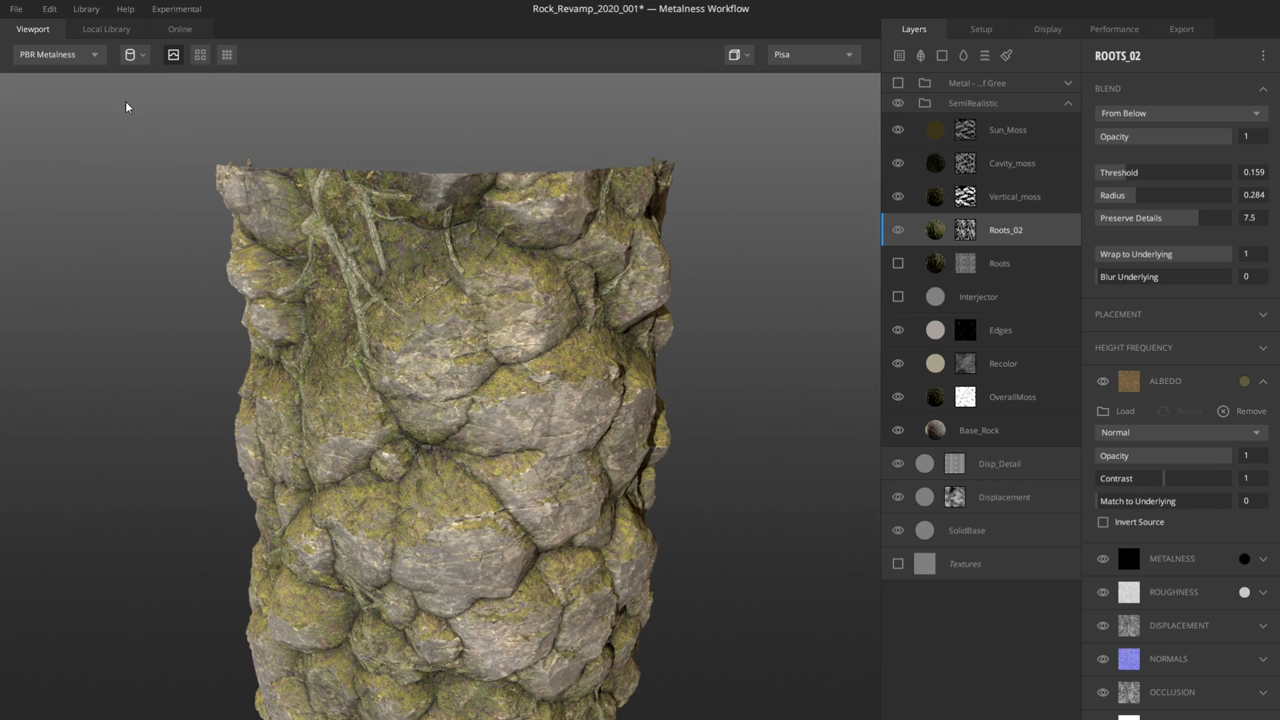 File Edit Library Help Experimental
Rock_Revamp_2020_001* — Metalness Workflow
Viewport Local Library Online
PBR Metalness
Pisa
Layers Setup Display Performance Export
Metal - ...f Gree
SemiRealistic
Sun_Moss
Cavity_moss
Vertical_moss
Roots_02
Roots
Interjector
Edges
Recolor
OverallMoss
Base_Rock
Disp_Detail
Displacement
SolidBase
Textures
ROOTS_02
BLEND
From Below
Opacity 1
Threshold 0.159
Radius 0.284
Preserve Details 7.5
Wrap to Underlying 1
Blur Underlying 0
PLACEMENT
HEIGHT FREQUENCY
ALBEDO
Load Reload Remove
Normal
Opacity 1
Contrast 1
Match to Underlying 0
Invert Source
METALNESS
ROUGHNESS
DISPLACEMENT
NORMALS
OCCLUSION